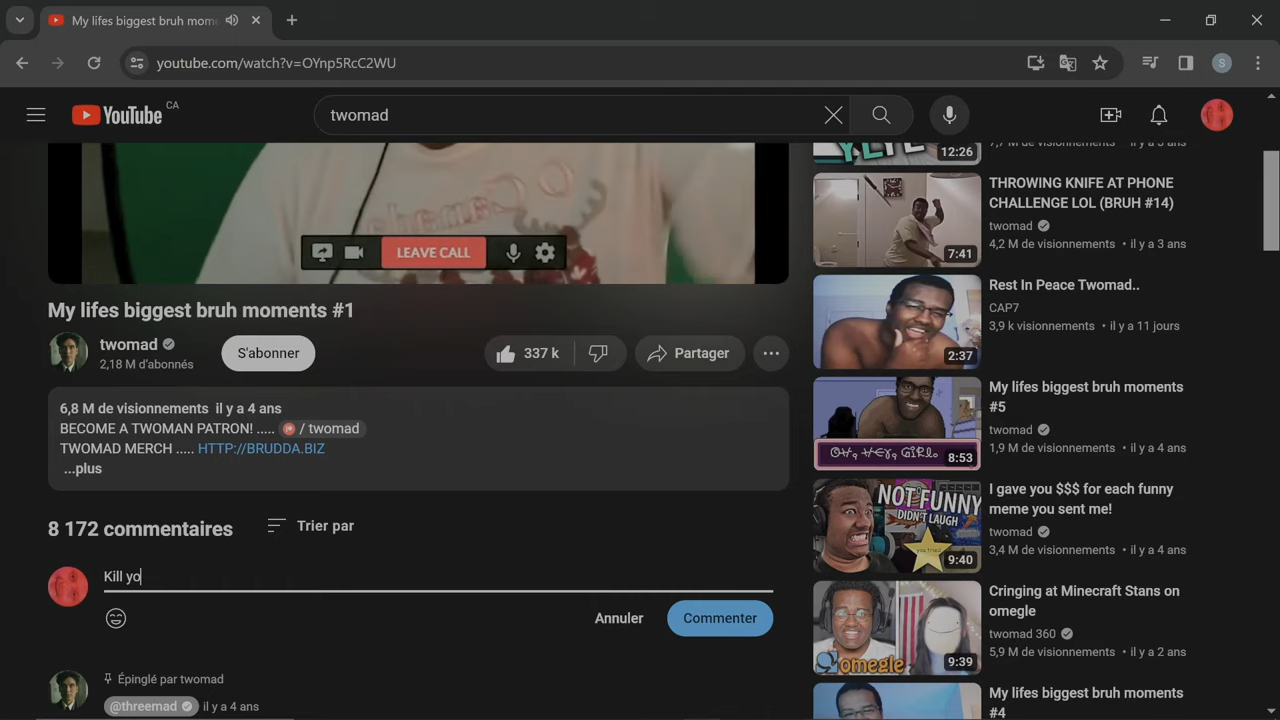 My lifes biggest bruh mom
youtube.com/watch?v=OYnp5RcC2WU
S
YouTube CA
twomad
12:26
LEAVE CALL
My lifes biggest bruh moments #1
twomad
2,18 M d'abonnés
S'abonner
337 k
Partager
6,8 M de visionnements il y a 4 ans
BECOME A TWOMAN PATRON! ..... / twomad
TWOMAD MERCH ..... HTTP://BRUDDA.BIZ
...plus
8 172 commentaires
Trier par
Kill yo
Annuler
Commenter
Épinglé par twomad
@threemad il y a 4 ans
7,7 M de visionnements • il y a 3 ans
THROWING KNIFE AT PHONE
CHALLENGE LOL (BRUH #14)
twomad
4,2 M de visionnements • il y a 3 ans
7:41
Rest In Peace Twomad..
CAP7
3,9 k visionnements • il y a 11 jours
2:37
My lifes biggest bruh moments
#5
twomad
1,9 M de visionnements • il y a 4 ans
8:53
I gave you $$$ for each funny
meme you sent me!
twomad
3,4 M de visionnements • il y a 4 ans
NOT FUNNY
DIDN'T LAUGH
you tried
9:40
Cringing at Minecraft Stans on
omegle
twomad 360
5,9 M de visionnements • il y a 2 ans
omegle
9:39
My lifes biggest bruh moments
#4